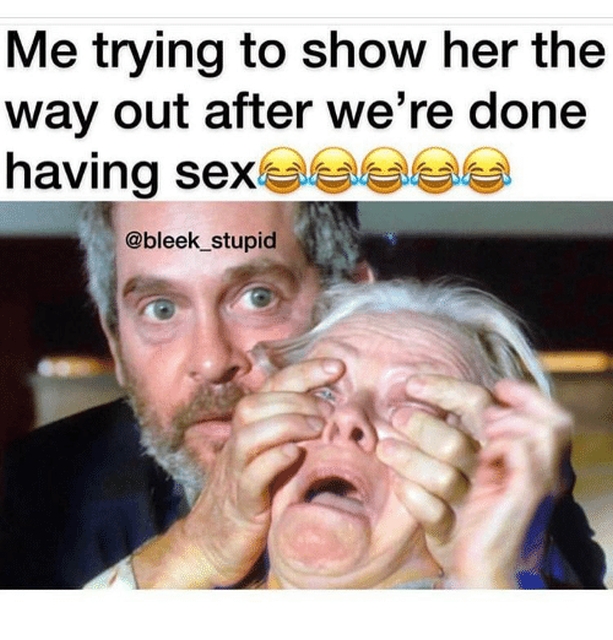 Me trying to show her the
way out after we’re done
having sex😂😂😂😂😂
@bleek_stupid